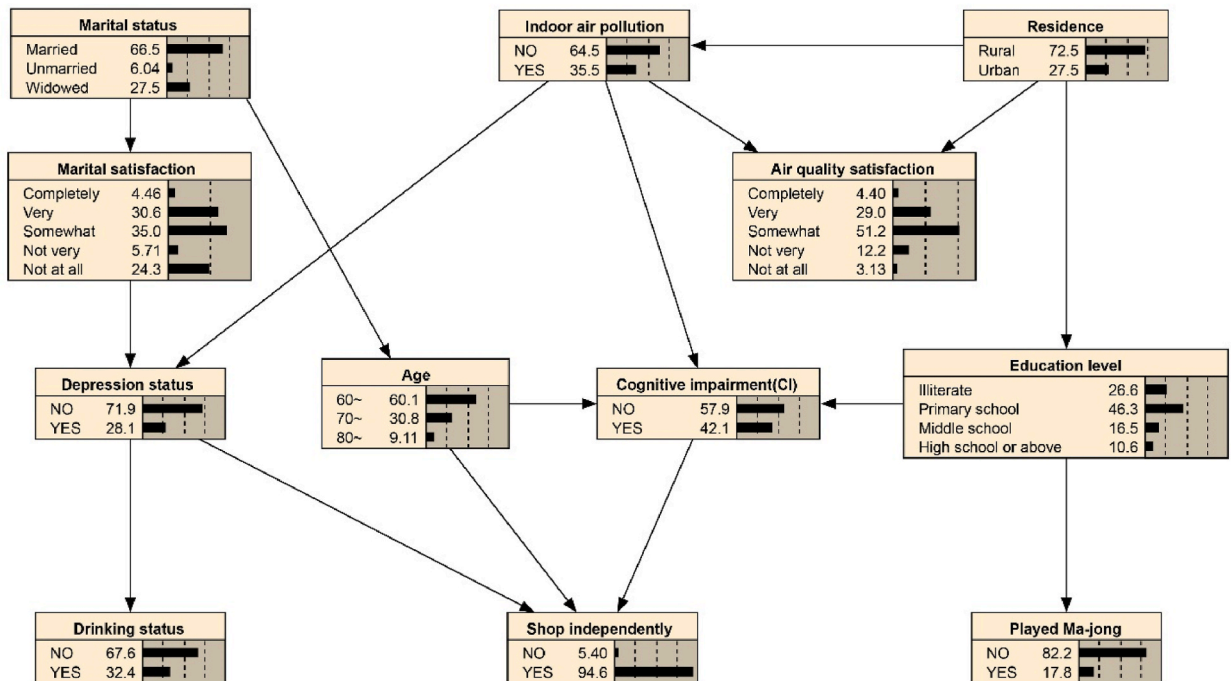 Marital status
Married 66.5
Unmarried 6.04
Widowed 27.5
Indoor air pollution
NO 64.5
YES 35.5
Residence
Rural 72.5
Urban 27.5
Marital satisfaction
Completely 4.46
Very 30.6
Somewhat 35.0
Not very 5.71
Not at all 24.3
Air quality satisfaction
Completely 4.40
Very 29.0
Somewhat 51.2
Not very 12.2
Not at all 3.13
Depression status
NO 71.9
YES 28.1
Age
60~ 60.1
70~ 30.8
80~ 9.11
Cognitive impairment(CI)
NO 57.9
YES 42.1
Education level
Illiterate 26.6
Primary school 46.3
Middle school 16.5
High school or above 10.6
Drinking status
NO 67.6
YES 32.4
Shop independently
NO 5.40
YES 94.6
Played Ma-jong
NO 82.2
YES 17.8